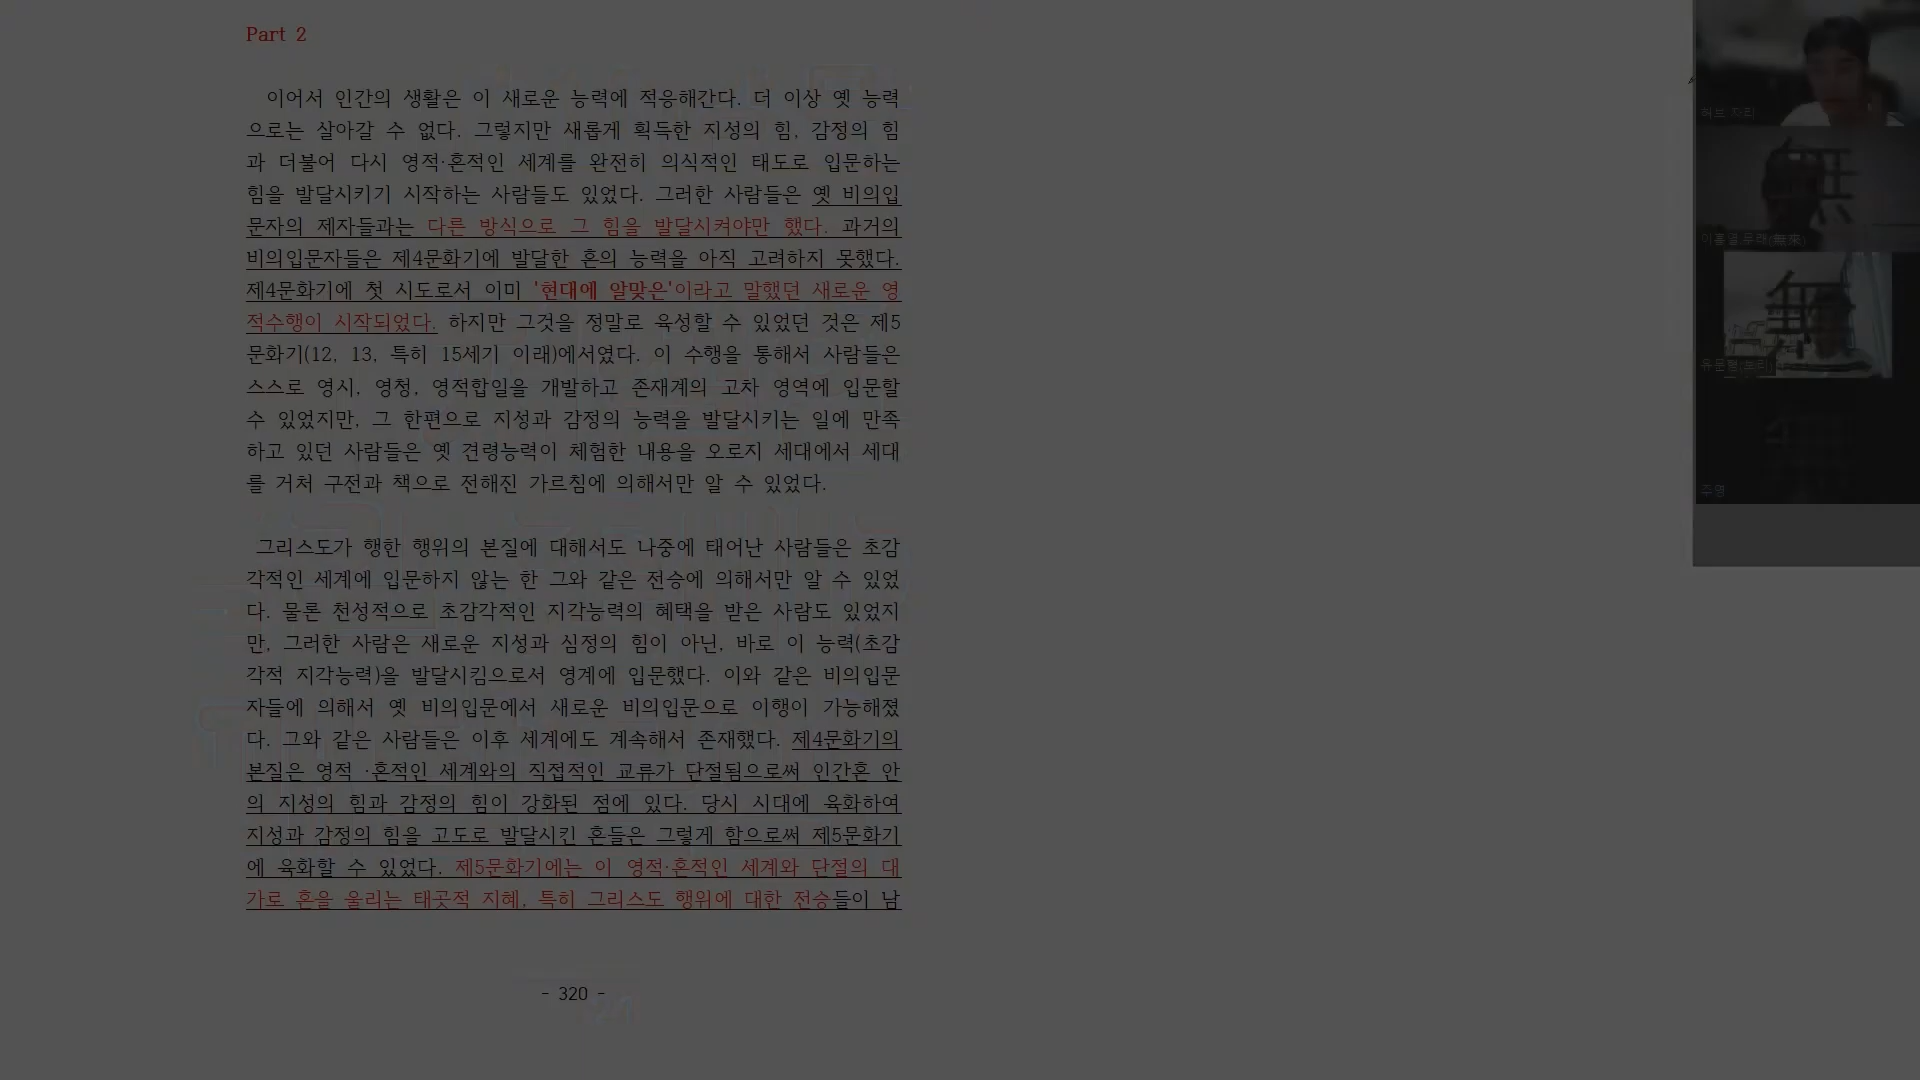 Part 2
이어서 인간의 생활은 이 새로운 능력에 적응해간다. 더 이상 옛 능력
으로는 살아갈 수 없다. 그렇지만 새롭게 획득한 지성의 힘, 감정의 힘
과 더불어 다시 영적·혼적인 세계를 완전히 의식적인 태도로 입문하는
힘을 발달시키기 시작하는 사람들도 있었다. 그러한 사람들은 옛 비의입
문자의 제자들과는 다른 방식으로 그 힘을 발달시켜야만 했다. 과거의
비의입문자들은 제4문화기에 발달한 혼의 능력을 아직 고려하지 못했다.
제4문화기에 첫 시도로서 이미 '현대에 알맞은'이라고 말했던 새로운 영
적수행이 시작되었다. 하지만 그것을 정말로 육성할 수 있었던 것은 제5
문화기(12, 13, 특히 15세기 이래)에서였다. 이 수행을 통해서 사람들은
스스로 영시, 영청, 영적합일을 개발하고 존재계의 고차 영역에 입문할
수 있었지만, 그 한편으로 지성과 감정의 능력을 발달시키는 일에 만족
하고 있던 사람들은 옛 견령능력이 체험한 내용을 오로지 세대에서 세대
를 거처 구전과 책으로 전해진 가르침에 의해서만 알 수 있었다.
그리스도가 행한 행위의 본질에 대해서도 나중에 태어난 사람들은 초감
각적인 세계에 입문하지 않는 한 그와 같은 전승에 의해서만 알 수 있었
다. 물론 천성적으로 초감각적인 지각능력의 혜택을 받은 사람도 있었지
만, 그러한 사람은 새로운 지성과 심정의 힘이 아닌, 바로 이 능력(초감
각적 지각능력)을 발달시킴으로서 영계에 입문했다. 이와 같은 비의입문
자들에 의해서 옛 비의입문에서 새로운 비의입문으로 이행이 가능해졌
다. 그와 같은 사람들은 이후 세계에도 계속해서 존재했다. 제4문화기의
본질은 영적 ·혼적인 세계와의 직접적인 교류가 단절됨으로써 인간혼 안
의 지성의 힘과 감정의 힘이 강화된 점에 있다. 당시 시대에 육화하여
지성과 감정의 힘을 고도로 발달시킨 혼들은 그렇게 함으로써 제5문화기
에 육화할 수 있었다. 제5문화기에는 이 영적·혼적인 세계와 단절의 대
가로 혼을 울리는 태곳적 지혜, 특히 그리스도 행위에 대한 전승들이 남
- 320 -
주영